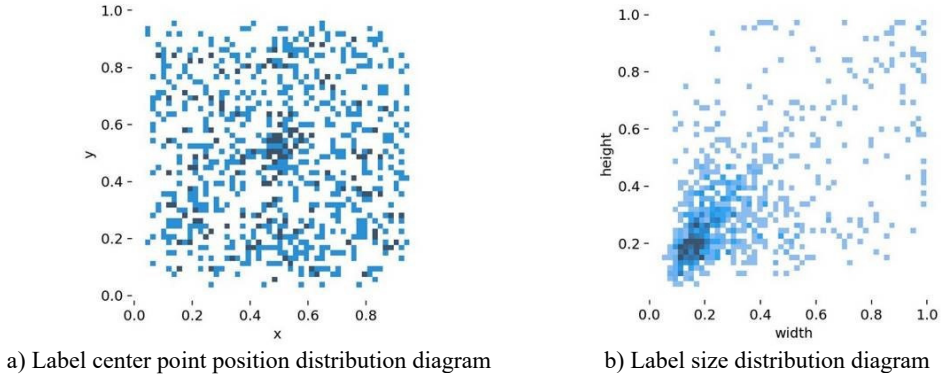 1.0
0.8
0.6
0.4
0.2
0.0
y
0.0 0.2 0.4 0.6 0.8
x
a) Label center point position distribution diagram
1.0
0.8
0.6
0.4
0.2
height
0.0 0.2 0.4 0.6 0.8 1.0
width
b) Label size distribution diagram